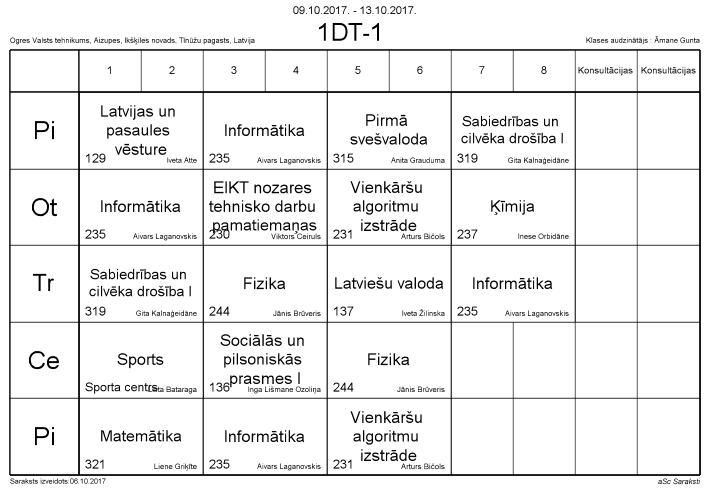 09.10.2017. - 13.10.2017.
1DT-1
Ogres Valsts tehnikums, Aizupes, Ikšķiles novads, Tīnūžu pagasts, Latvija
Klases audzinātājs : Āmane Gunta
1 2 3 4 5 6 7 8 Konsultācijas Konsultācijas
Pi
Latvijas un
pasaules
vēsture
129 Iveta Atte
Informātika
235 Aivars Laganovskis
Pirmā
svešvaloda
315 Anita Grauduma
Sabiedrības un
cilvēka drošība I
319 Gita Kalnaģeidāne
Ot
Informātika
235 Aivars Laganovskis
EIKT nozares
tehnisko darbu
pamatiemaņas
230 Viktors Ceiruls
Vienkāršu
algoritmu
izstrāde
231 Arturs Bičols
Ķīmija
237 Inese Orbidāne
Tr
Sabiedrības un
cilvēka drošība I
319 Gita Kalnaģeidāne
Fizika
244 Jānis Brūveris
Latviešu valoda
137 Iveta Žilinska
Informātika
235 Aivars Laganovskis
Ce
Sports
Sporta centrs Bataraga
Sociālās un
pilsoniskās
prasmes I
136 Inga Lišmane Ozoliņa
Fizika
244 Jānis Brūveris
Pi
Matemātika
321 Liene Griķīte
Informātika
235 Aivars Laganovskis
Vienkāršu
algoritmu
izstrāde
231 Arturs Bičols
Saraksts izveidots:06.10.2017
aSc Saraksti